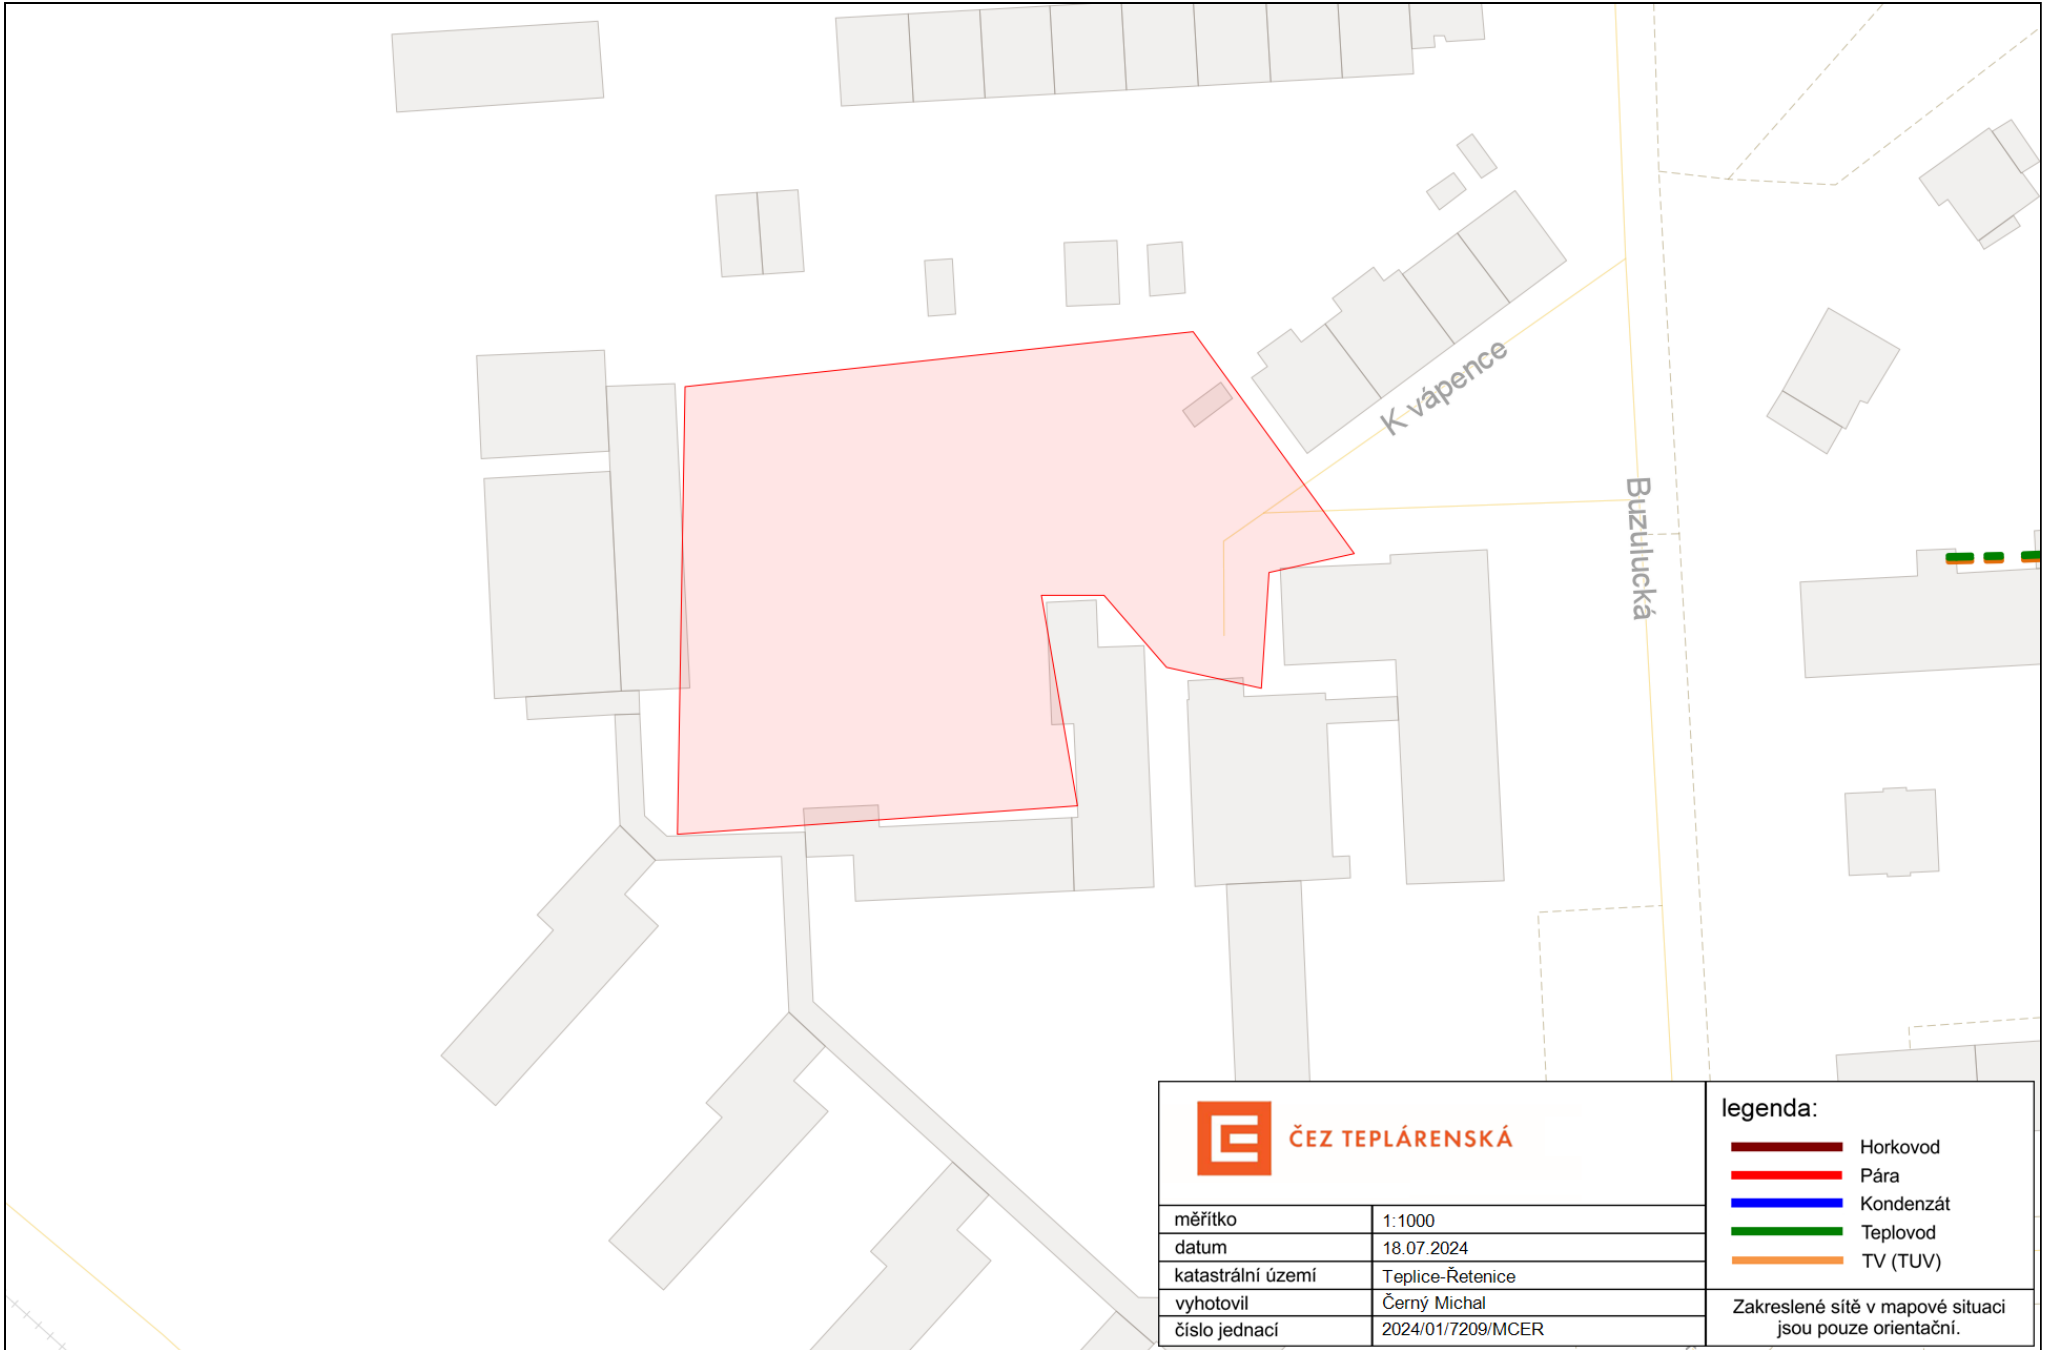 K vápence
Buzulucká
ČEZ TEPLÁRENSKÁ
měřítko 1:1000
datum 18.07.2024
katastrální území Teplice-Řetenice
vyhotovil Černý Michal
číslo jednací 2024/01/7209/MCER
legenda:
Horkovod
Pára
Kondenzát
Teplovod
TV (TUV)
Zakreslené sítě v mapové situaci
jsou pouze orientační.